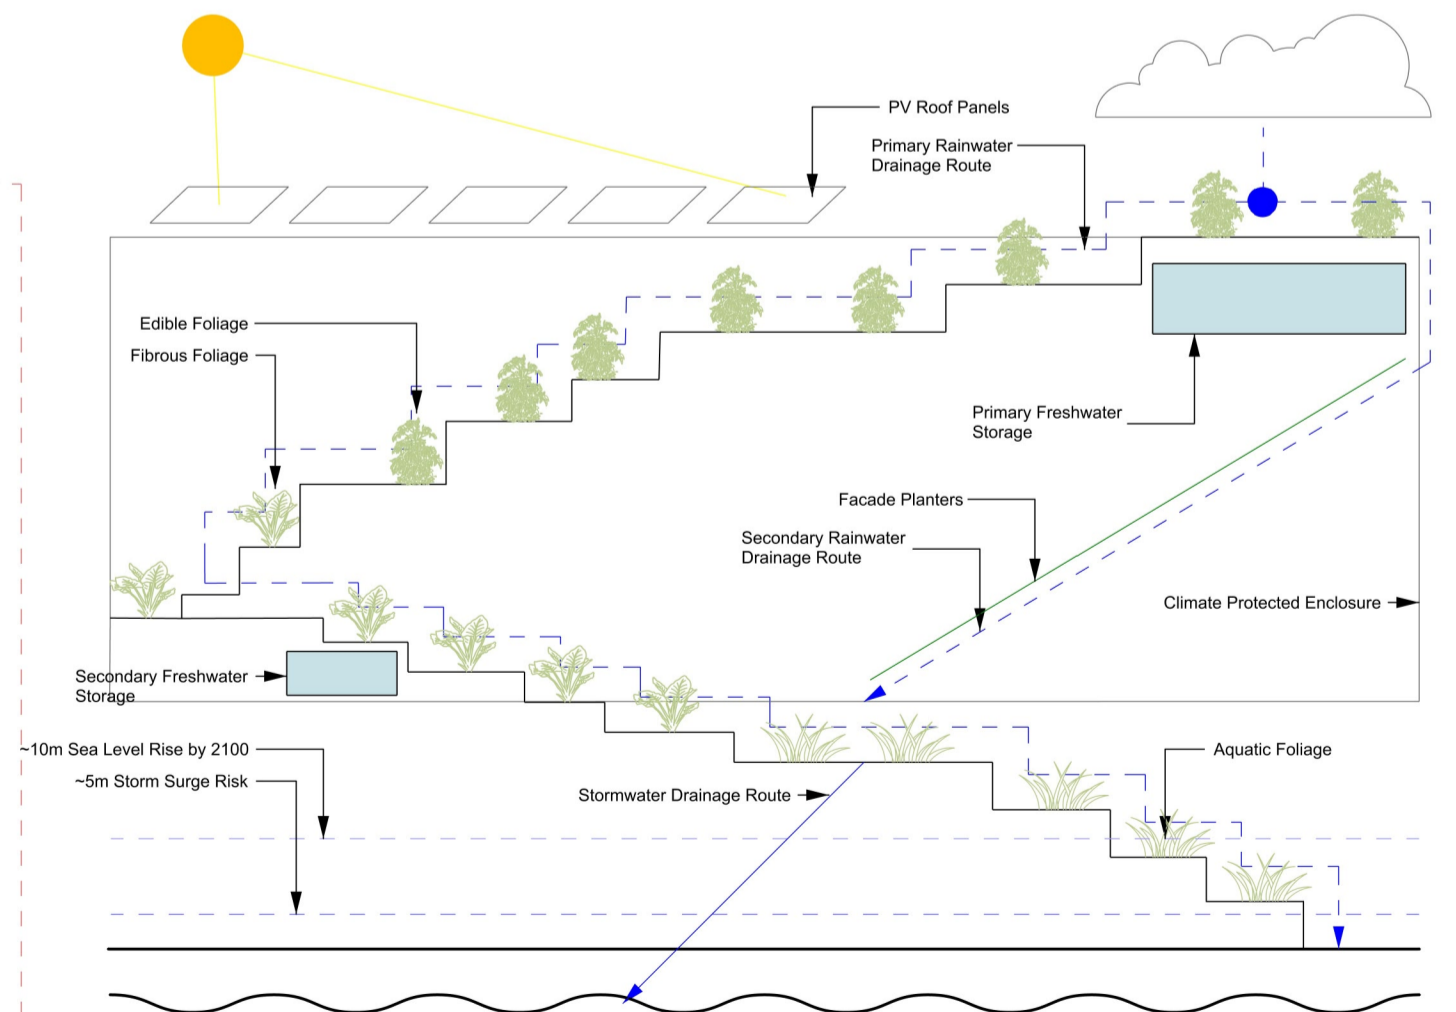 PV Roof Panels
Primary Rainwater
Drainage Route
Edible Foliage
Fibrous Foliage
Primary Freshwater
Storage
Facade Planters
Secondary Rainwater
Drainage Route
Climate Protected Enclosure
Secondary Freshwater
Storage
~10m Sea Level Rise by 2100
~5m Storm Surge Risk
Stormwater Drainage Route
Aquatic Foliage